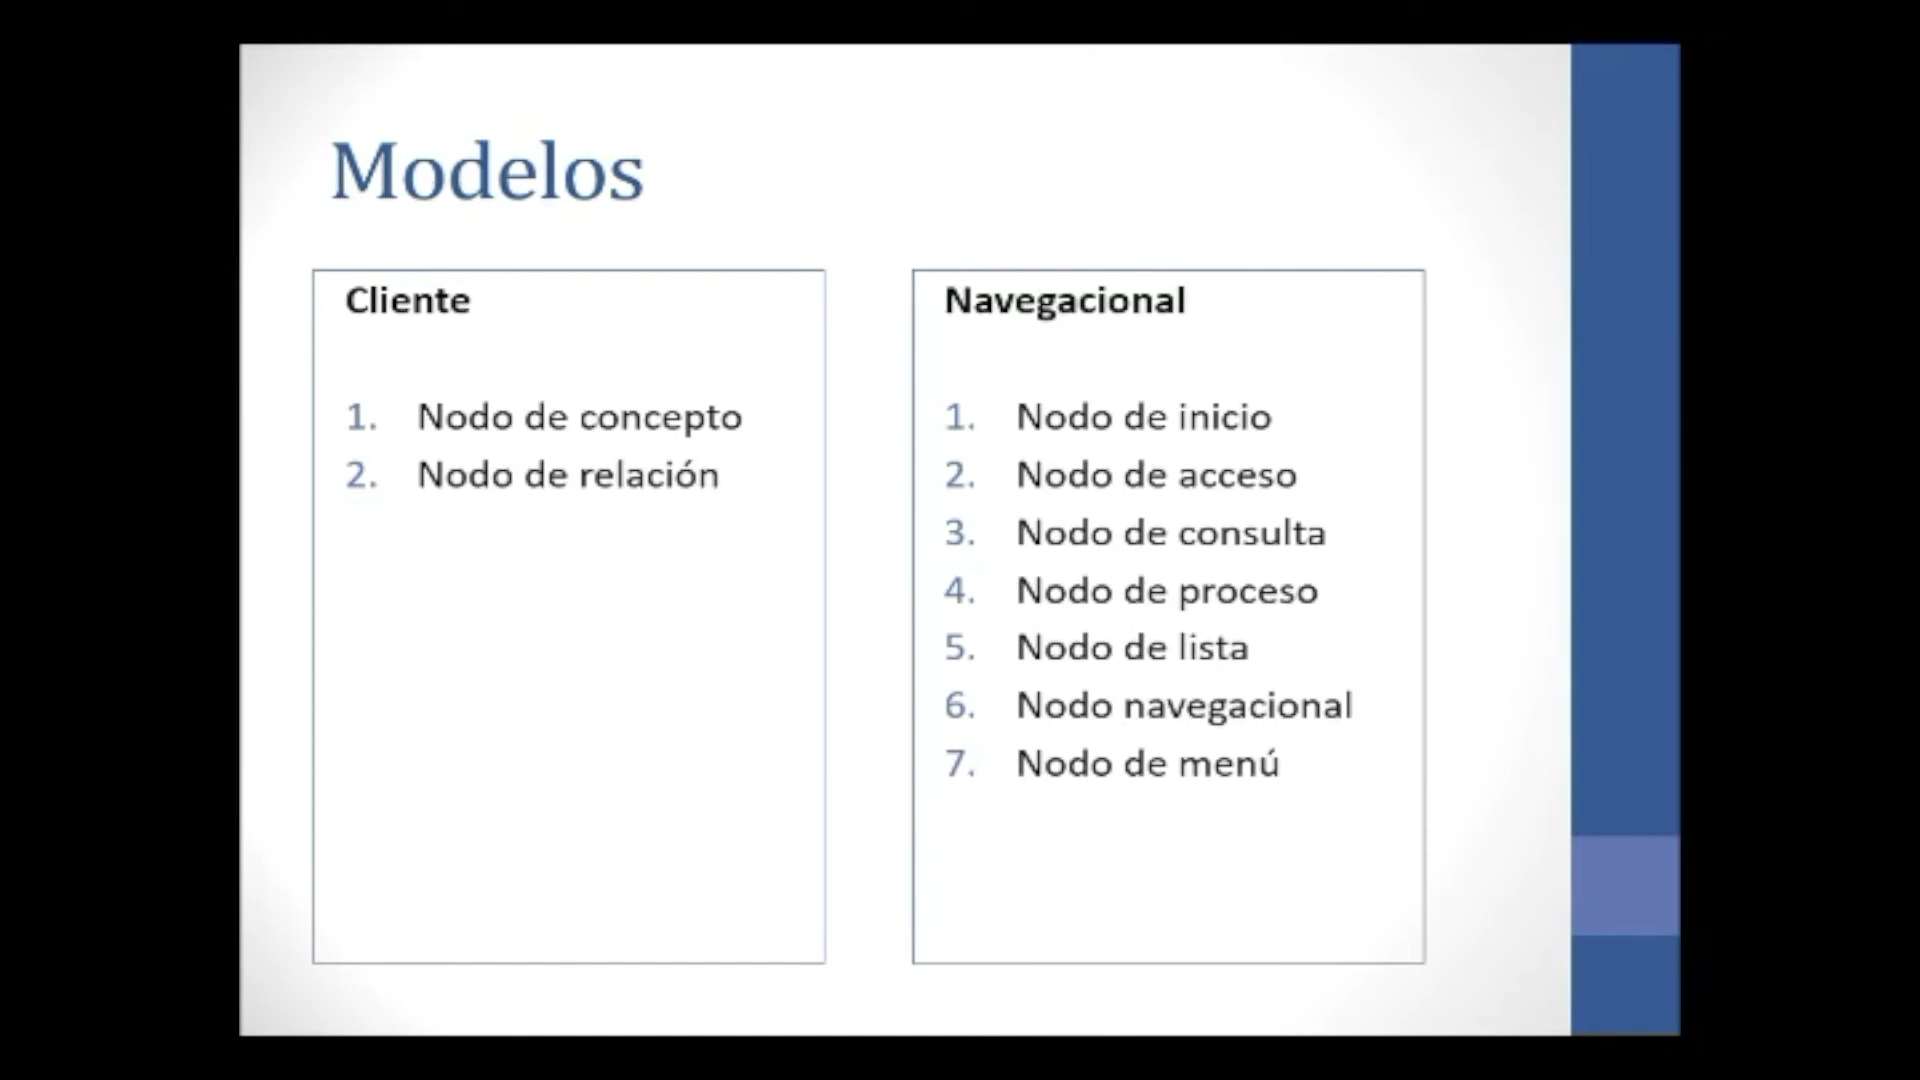 Modelos
Cliente
1. Nodo de concepto
2. Nodo de relación
Navegacional
1. Nodo de inicio
2. Nodo de acceso
3. Nodo de consulta
4. Nodo de proceso
5. Nodo de lista
6. Nodo navegacional
7. Nodo de menú